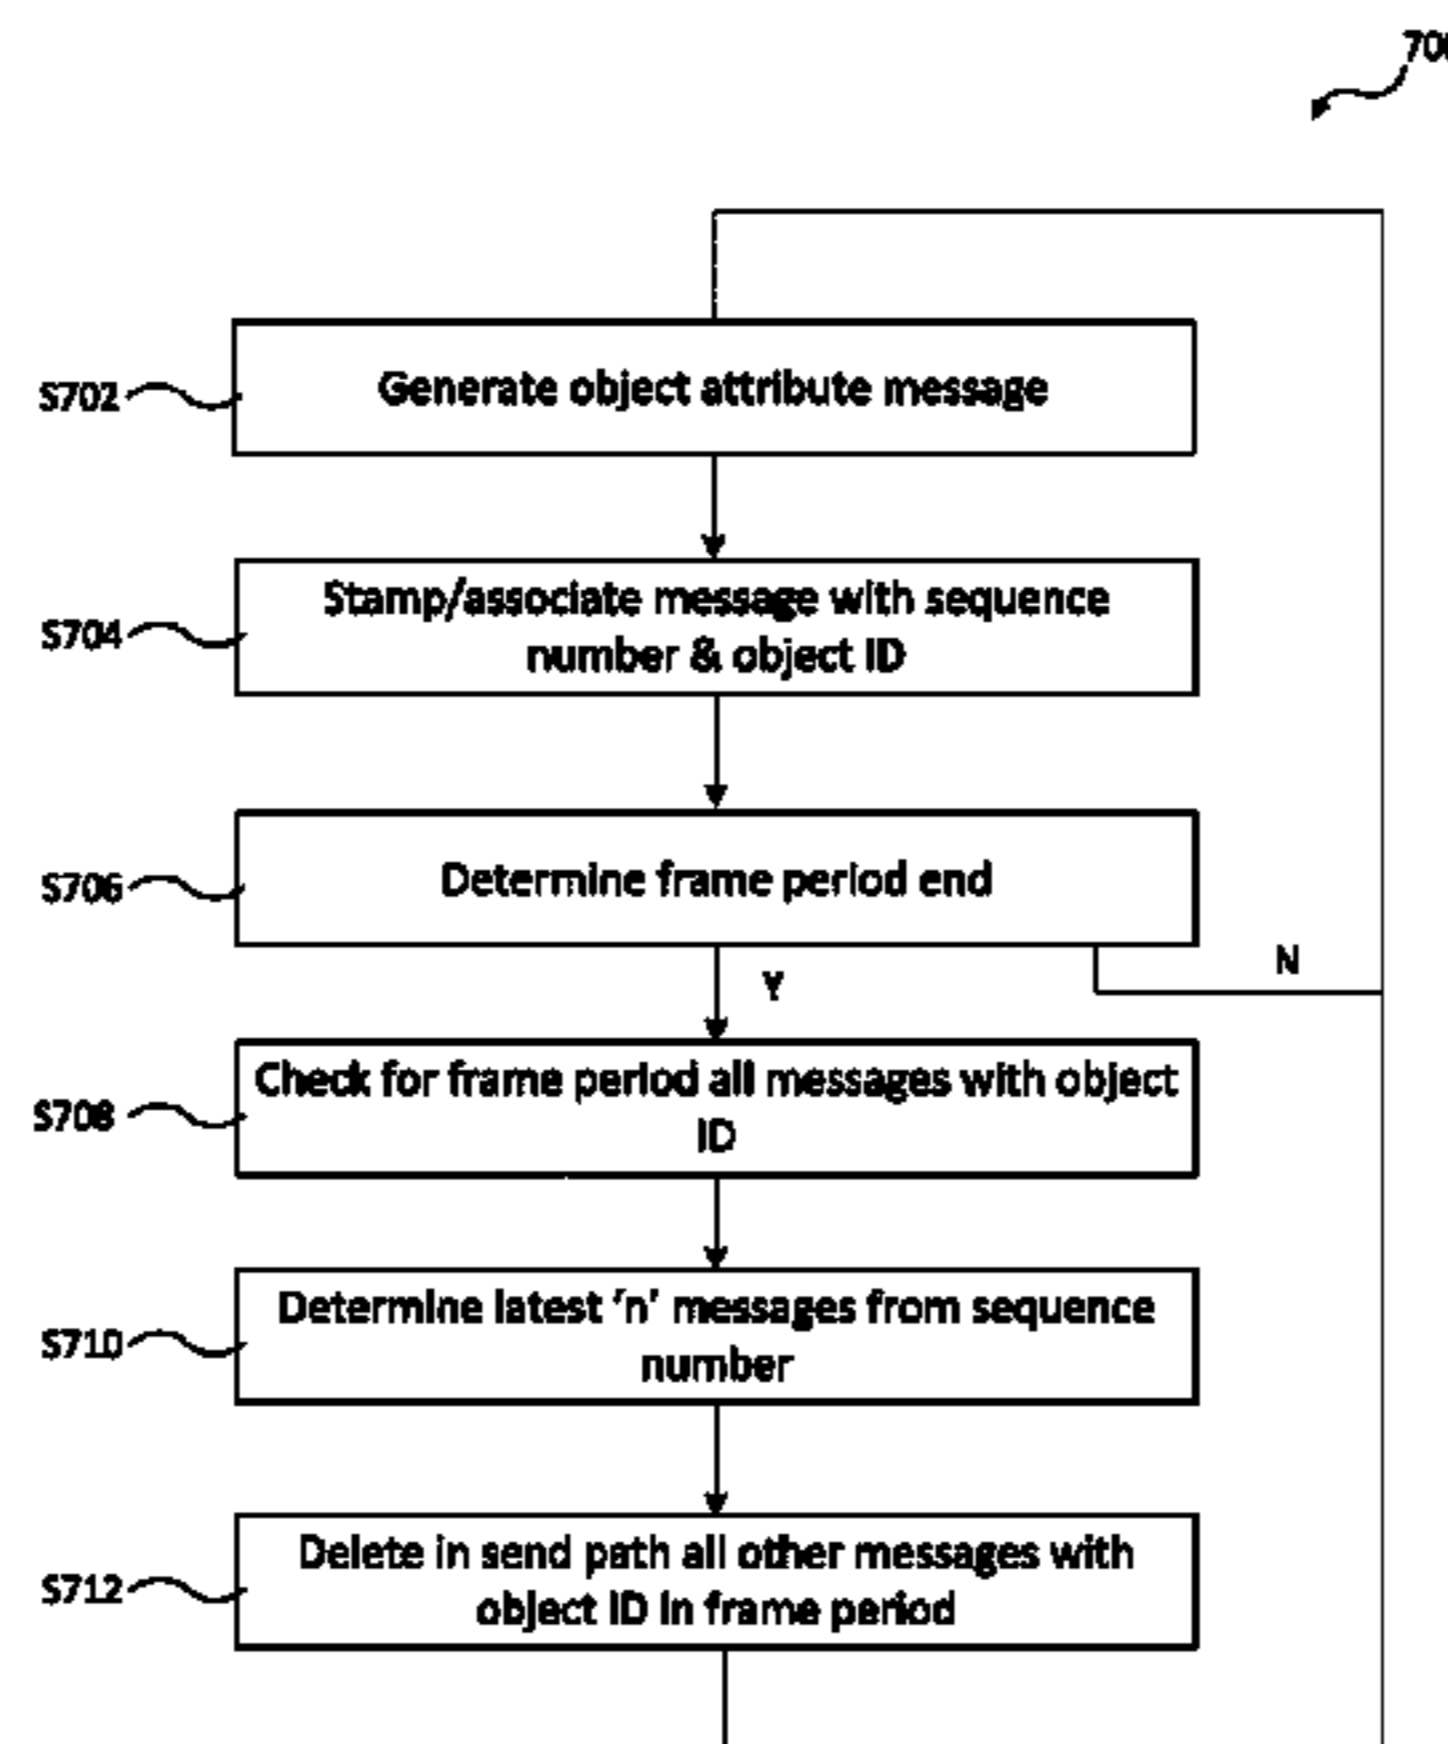 700
S702
Generate object attribute message
S704
Stamp/associate message with sequence
number & object ID
S706
Determine frame period end
N
Y
S708
Check for frame period all messages with object
ID
S710
Determine latest 'n' messages from sequence
number
S712
Delete in send path all other messages with
object ID in frame period